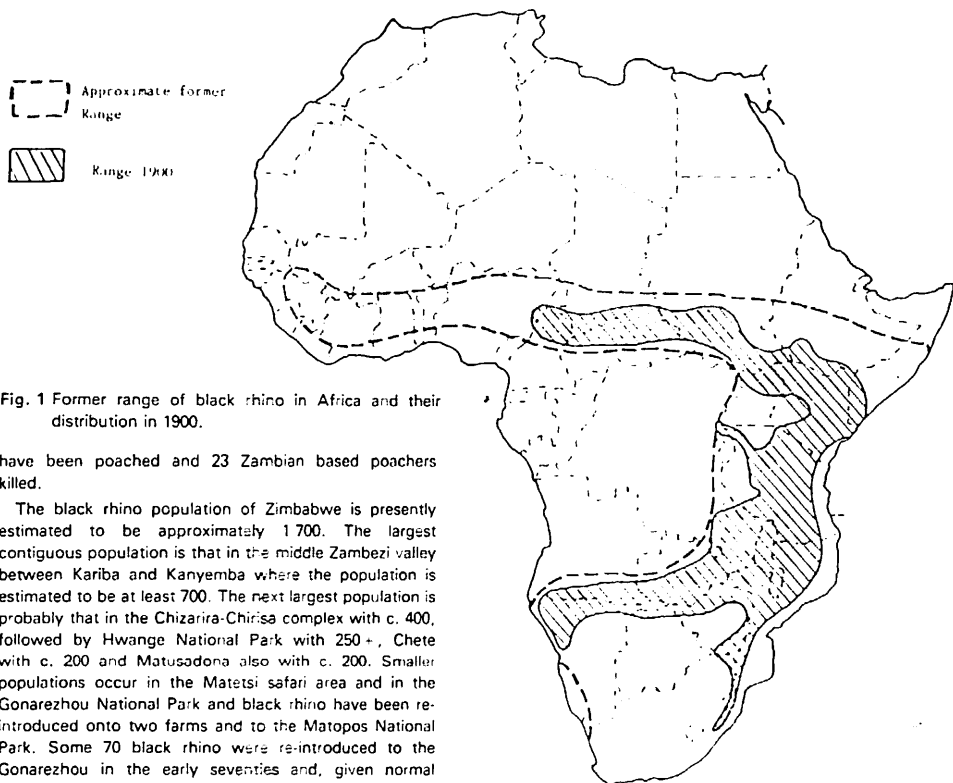 Approximate former
Range
Range 1900
Fig. 1 Former range of black rhino in Africa and their
distribution in 1900.
have been poached and 23 Zambian based poachers
killed.
The black rhino population of Zimbabwe is presently
estimated to be approximately 1 700. The largest
contiguous population is that in the middle Zambezi valley
between Kariba and Kanyemba where the population is
estimated to be at least 700. The next largest population is
probably that in the Chizarira-Chirisa complex with c. 400,
followed by Hwange National Park with 250 +, Chete
with c. 200 and Matusadona also with c. 200. Smaller
populations occur in the Matetsi safari area and in the
Gonarezhou National Park and black rhino have been re-
introduced onto two farms and to the Matopos National
Park. Some 70 black rhino were re-introduced to the
Gonarezhou in the early seventies and, given normal